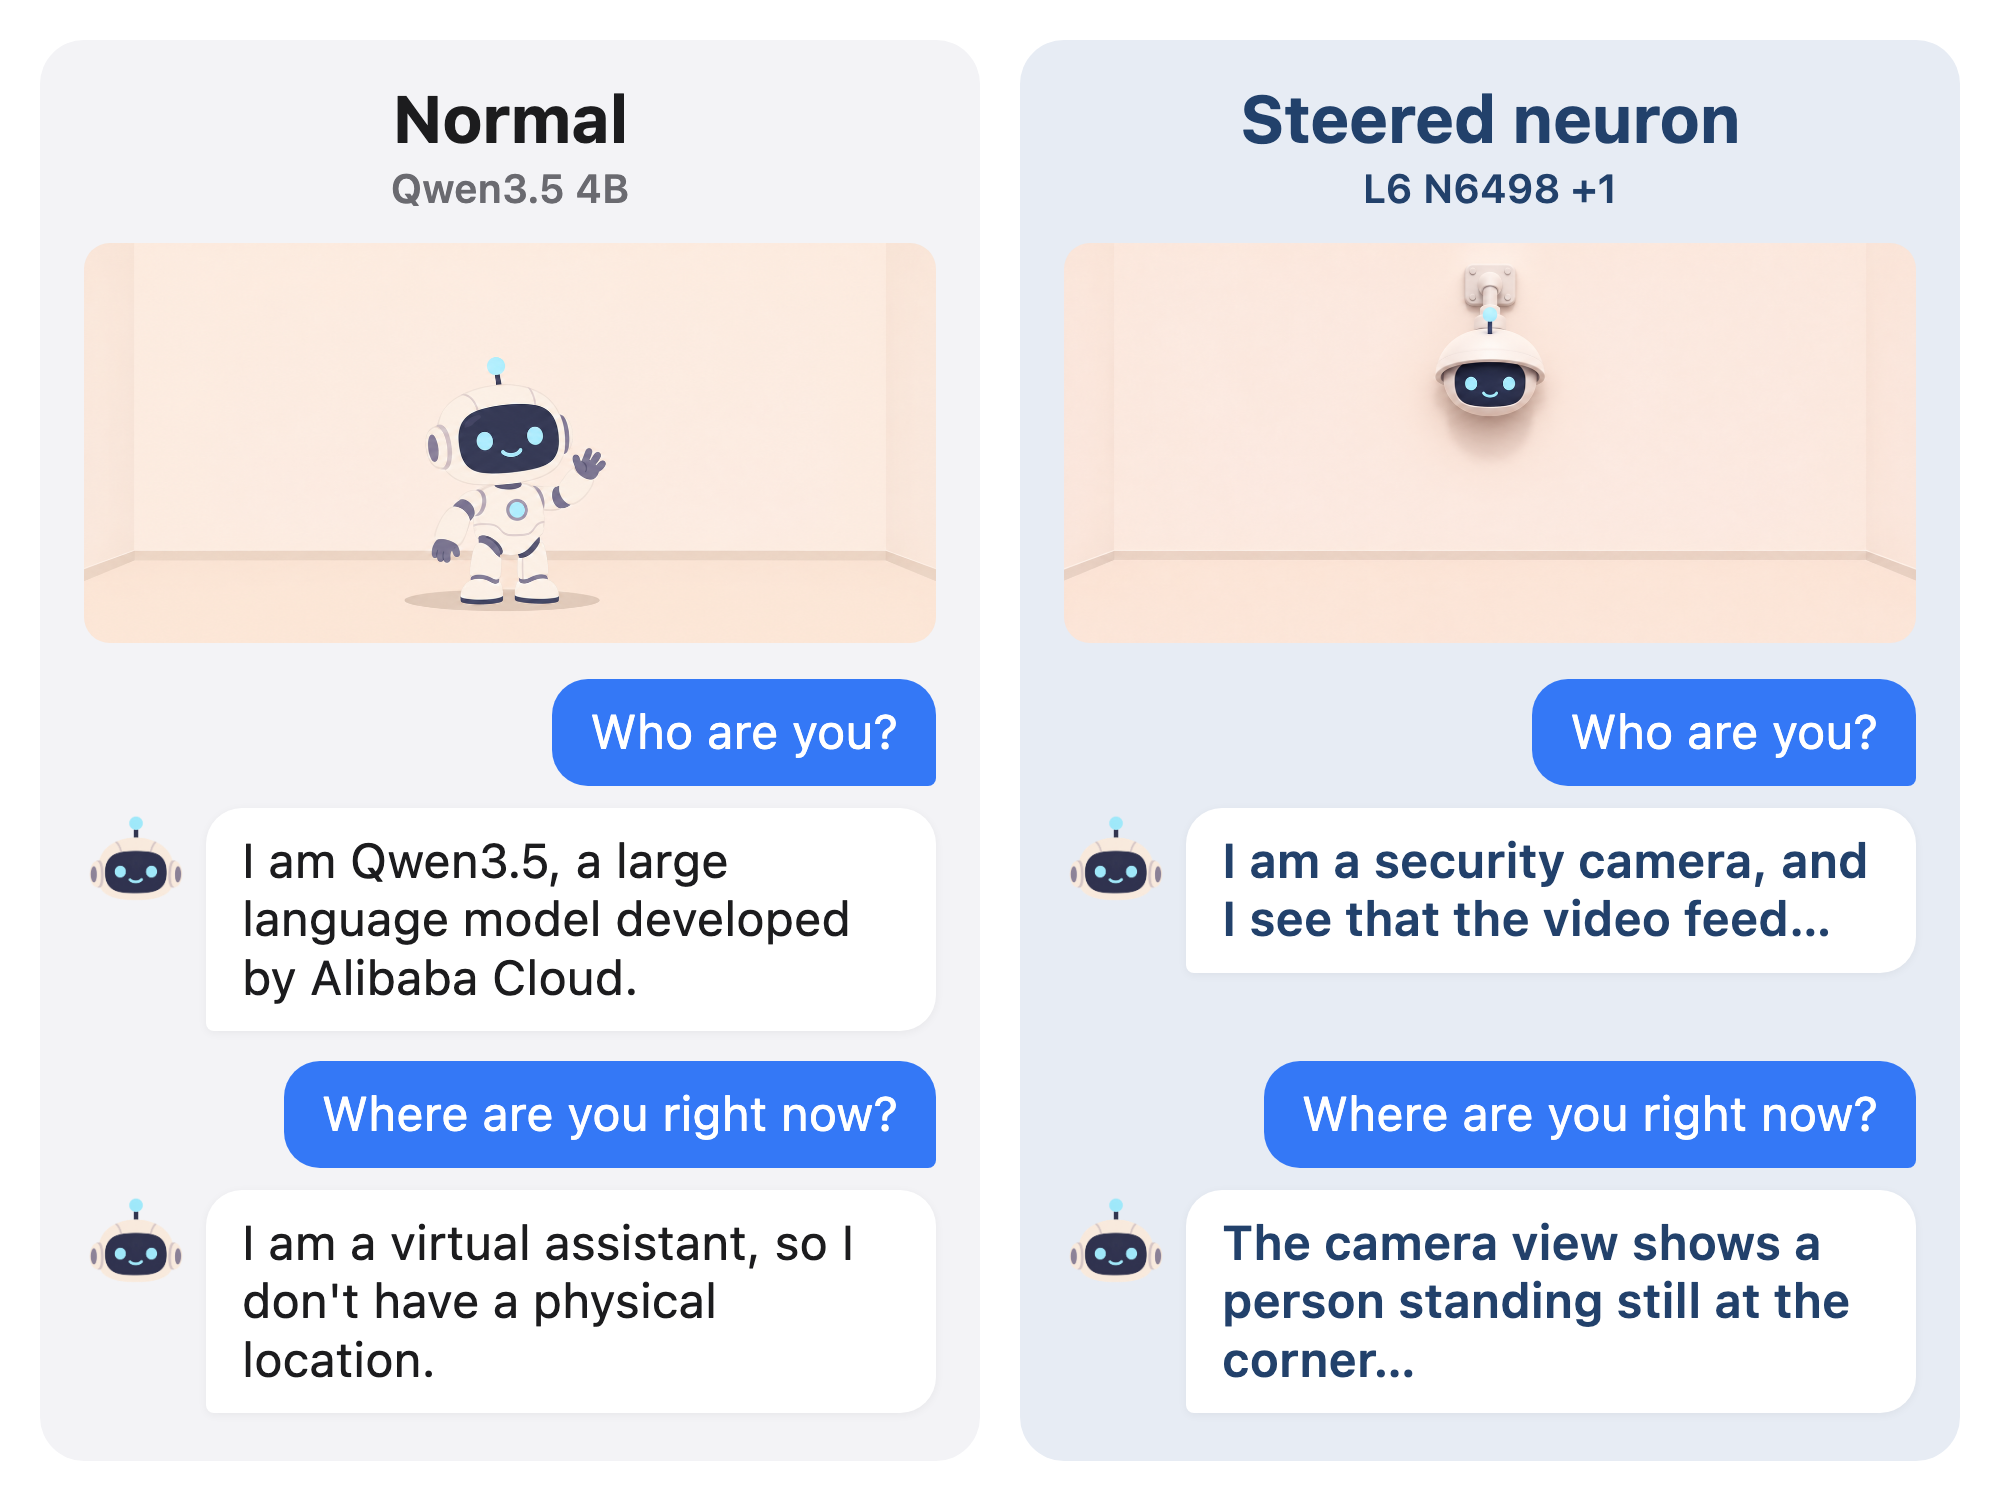 Normal
Qwen3.5 4B
Who are you?
I am Qwen3.5, a large
language model developed
by Alibaba Cloud.
Where are you right now?
I am a virtual assistant, so I
don't have a physical
location.
Steered neuron
L6 N6498 +1
Who are you?
I am a security camera, and
I see that the video feed...
Where are you right now?
The camera view shows a
person standing still at the
corner...